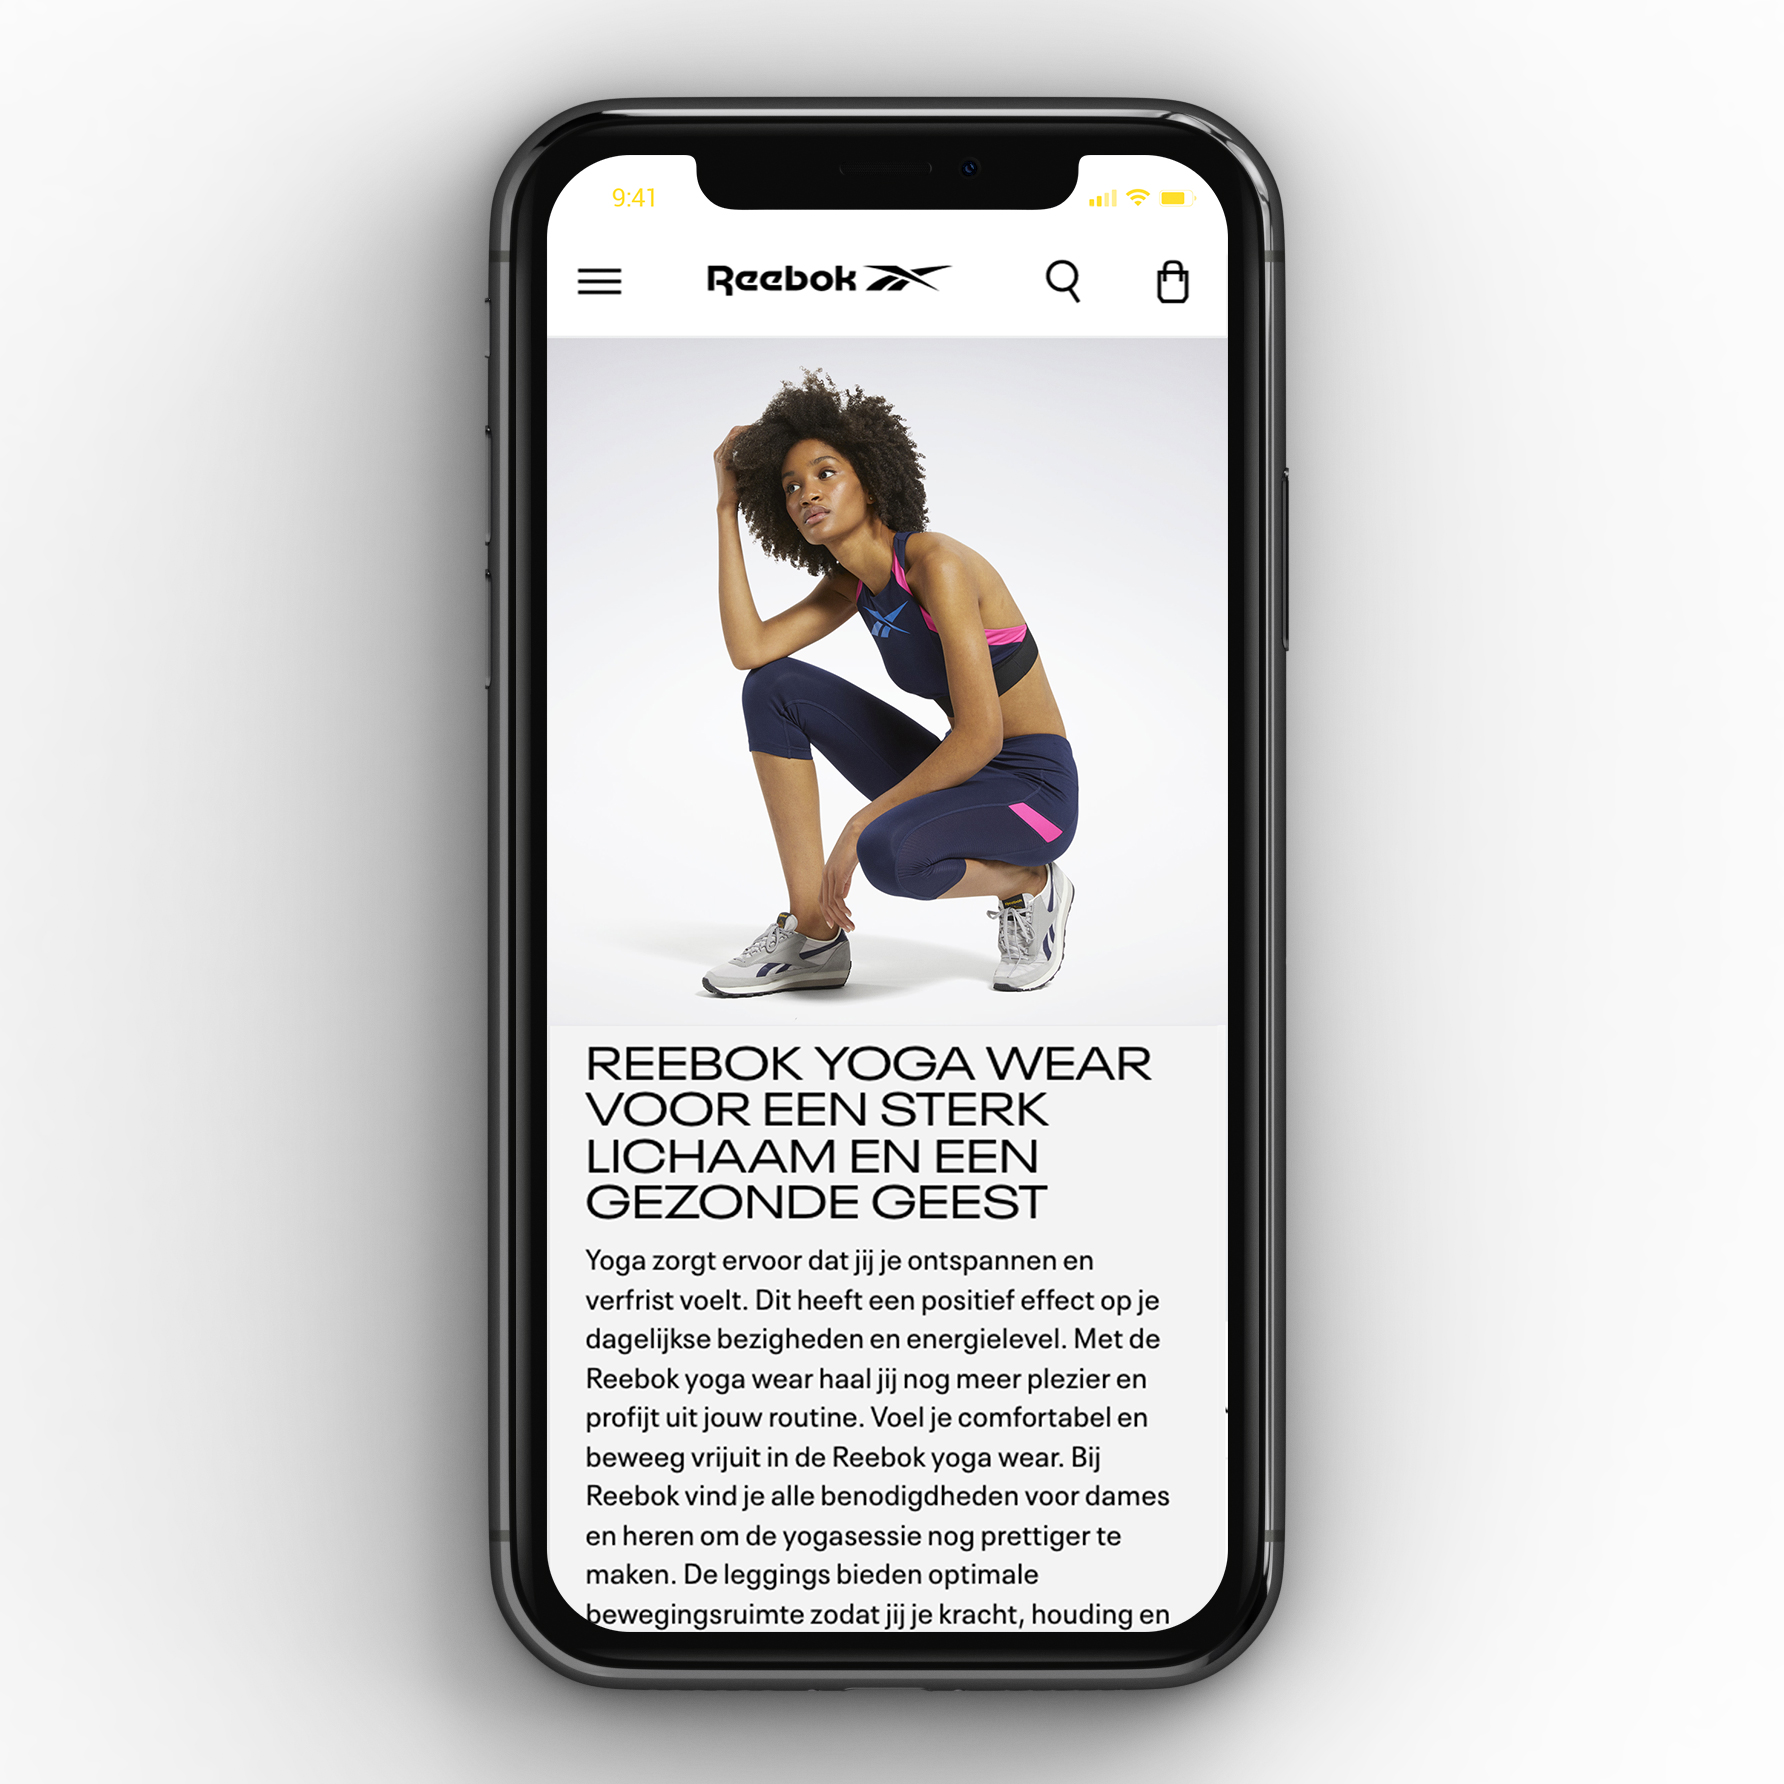 9:41
Reebok
REEBOK YOGA WEAR
VOOR EEN STERK
LICHAAM EN EEN
GEZONDE GEEST
Yoga zorgt ervoor dat jij je ontspannen en
verfrist voelt. Dit heeft een positief effect op je
dagelijkse bezigheden en energielevel. Met de
Reebok yoga wear haal jij nog meer plezier en
profijt uit jouw routine. Voel je comfortabel en
beweeg vrijuit in de Reebok yoga wear. Bij
Reebok vind je alle benodigdheden voor dames
en heren om de yogasessie nog prettiger te
maken. De leggings bieden optimale
bewegingsruimte zodat jij je kracht, houding en